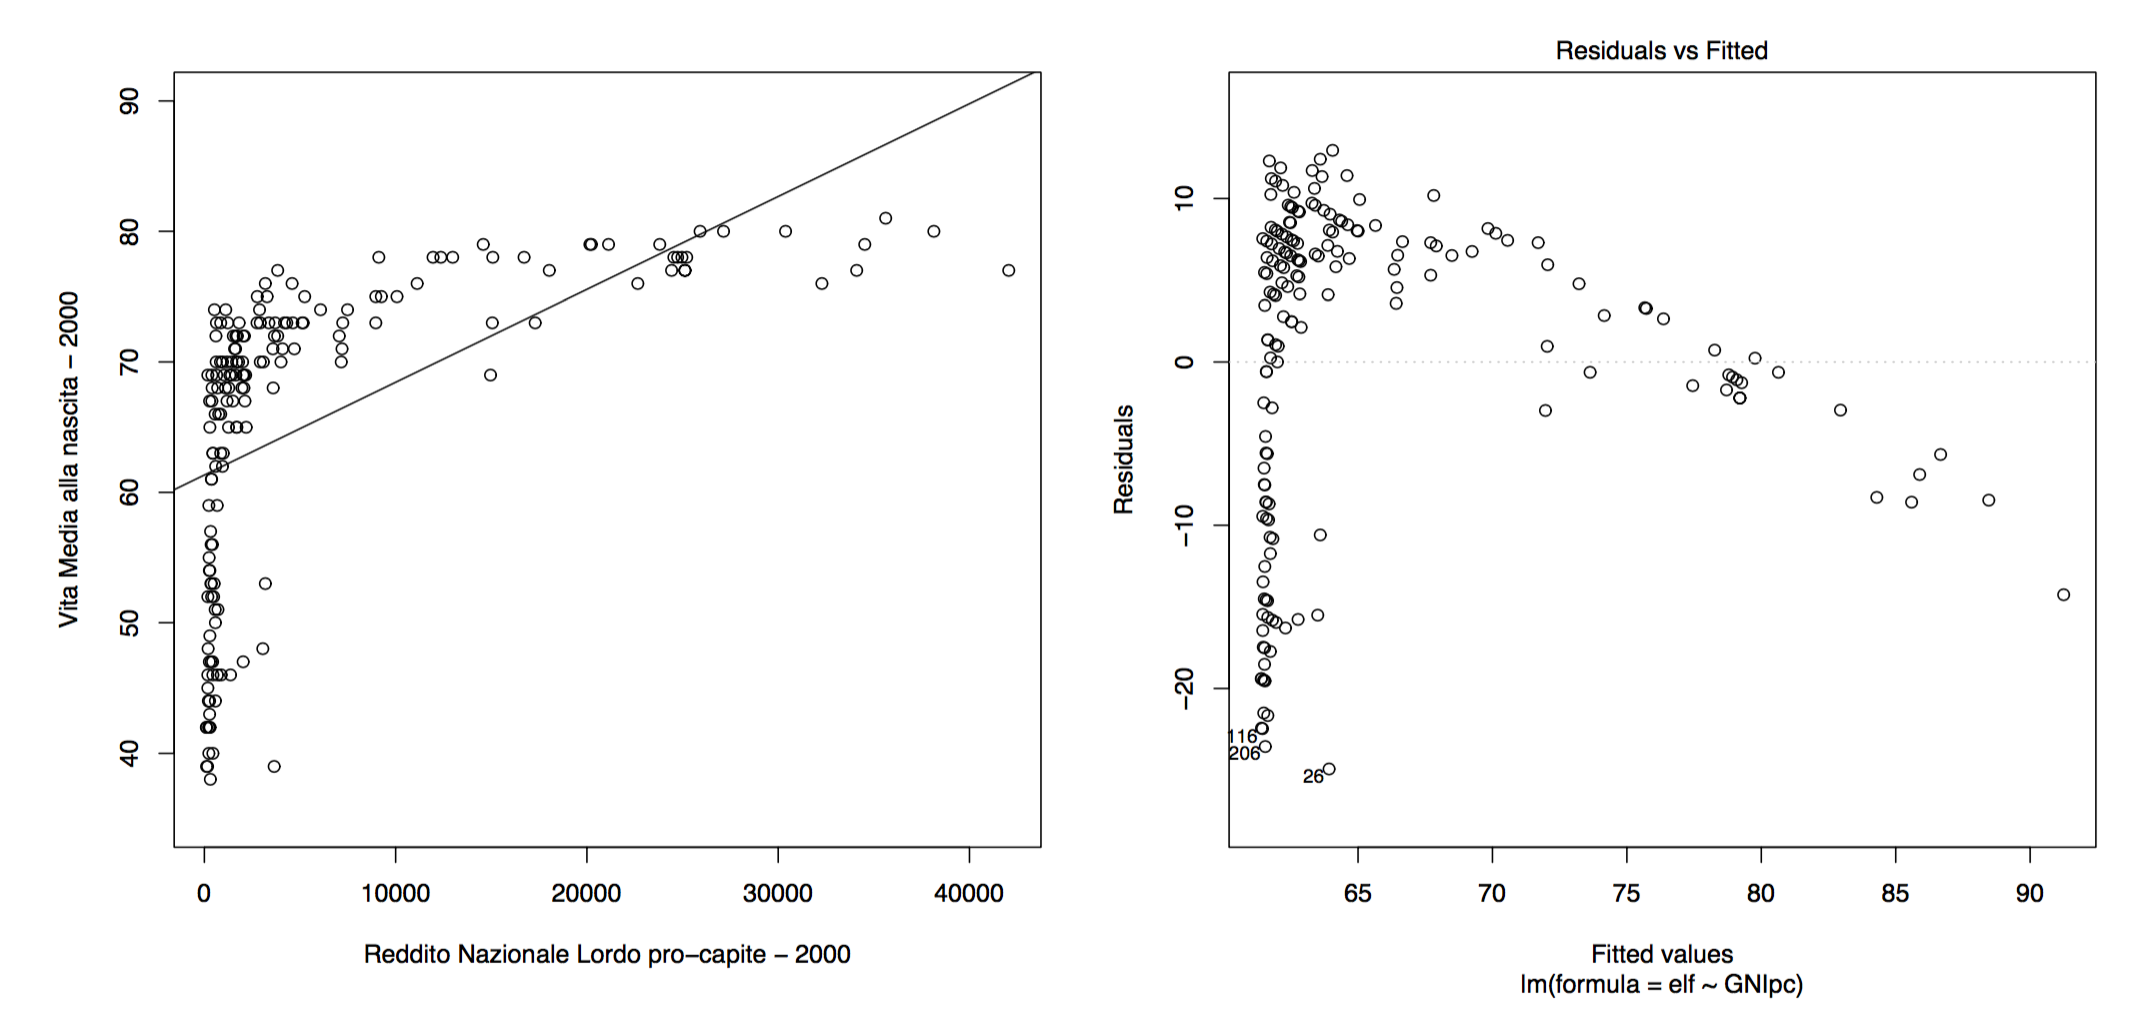 90
80
70
60
50
40
Vita Media alla nascita − 2000
0 10000 20000 30000 40000
Reddito Nazionale Lordo pro−capite − 2000
Residuals vs Fitted
10
0
−10
−20
Residuals
116
206
26
65 70 75 80 85 90
Fitted values
lm(formula = elf ~ GNIpc)